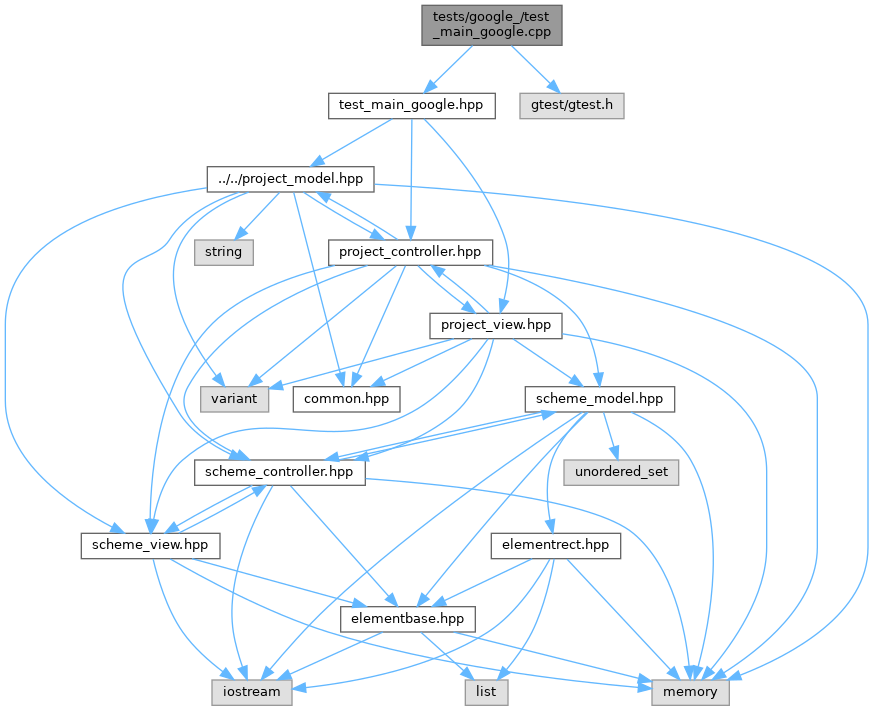 tests/google_/test
_main_google.cpp
test_main_google.hpp
gtest/gtest.h
../../project_model.hpp
string
project_controller.hpp
project_view.hpp
variant
common.hpp
scheme_model.hpp
scheme_controller.hpp
unordered_set
scheme_view.hpp
elementrect.hpp
elementbase.hpp
iostream
list
memory